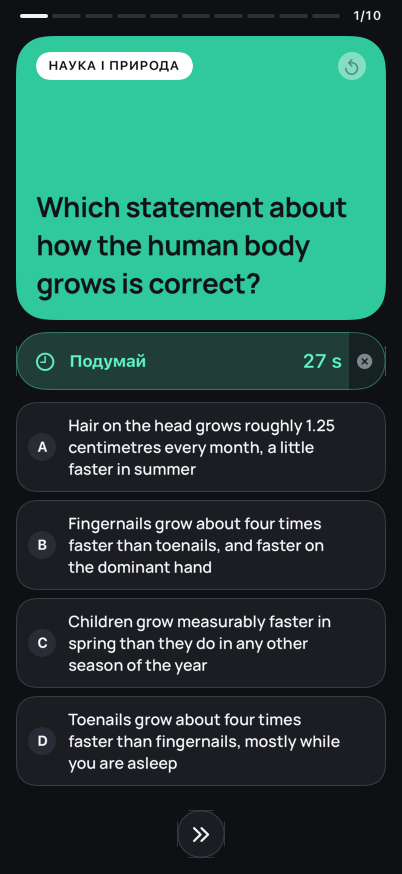 1/10
НАУКА І ПРИРОДА
Which statement about
how the human body
grows is correct?
Подумай
27 s
A
Hair on the head grows roughly 1.25
centimetres every month, a little
faster in summer
B
Fingernails grow about four times
faster than toenails, and faster on
the dominant hand
C
Children grow measurably faster in
spring than they do in any other
season of the year
D
Toenails grow about four times
faster than fingernails, mostly while
you are asleep